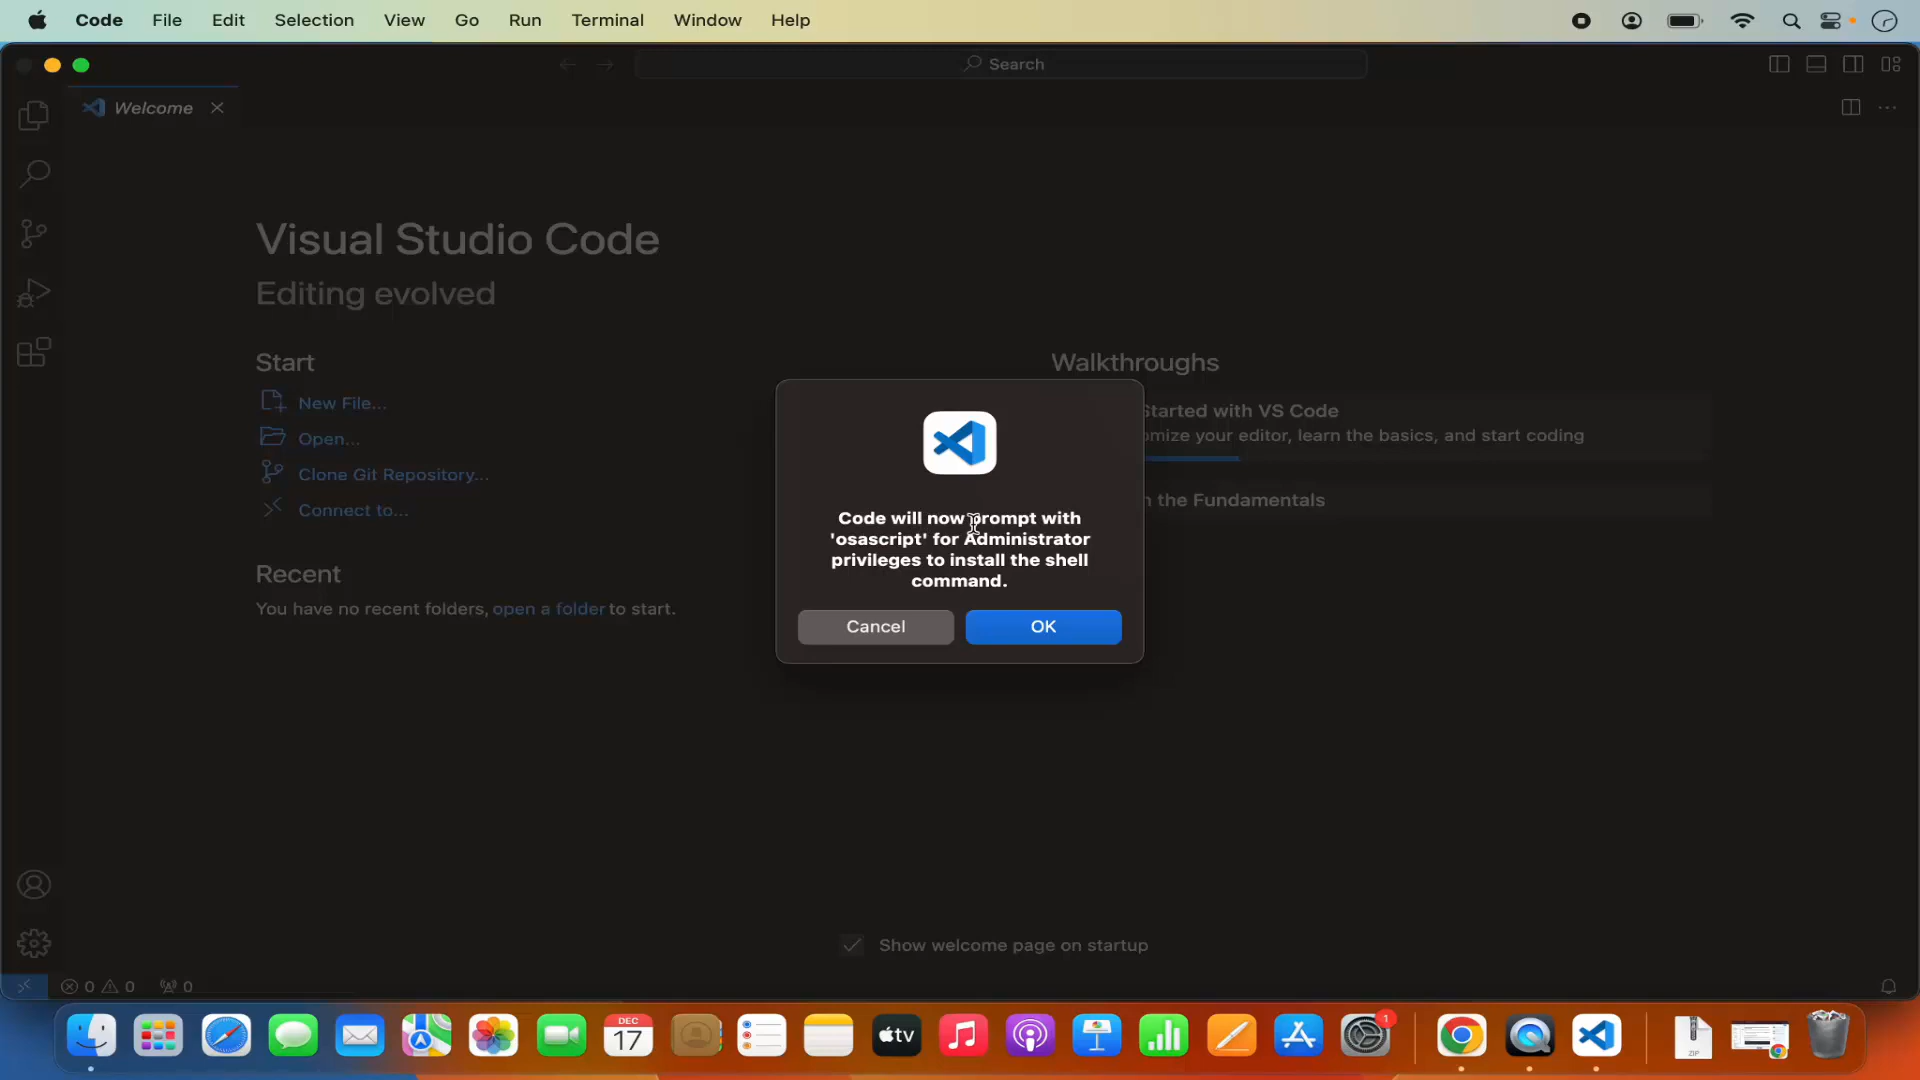 Code File Edit Selection View Go Run Terminal Window Help
Search
Welcome
Visual Studio Code
Editing evolved
Start
Walkthroughs
New File...
Started with VS Code
Open...
omize your editor, learn the basics, and start coding
Clone Git Repository...
the Fundamentals
Connect to...
Code will now prompt with
'osascript' for Administrator
privileges to install the shell
command.
Cancel OK
Recent
You have no recent folders, open a folder to start.
Show welcome page on startup
0 0 0
DEC
17
tv
1
ZIP